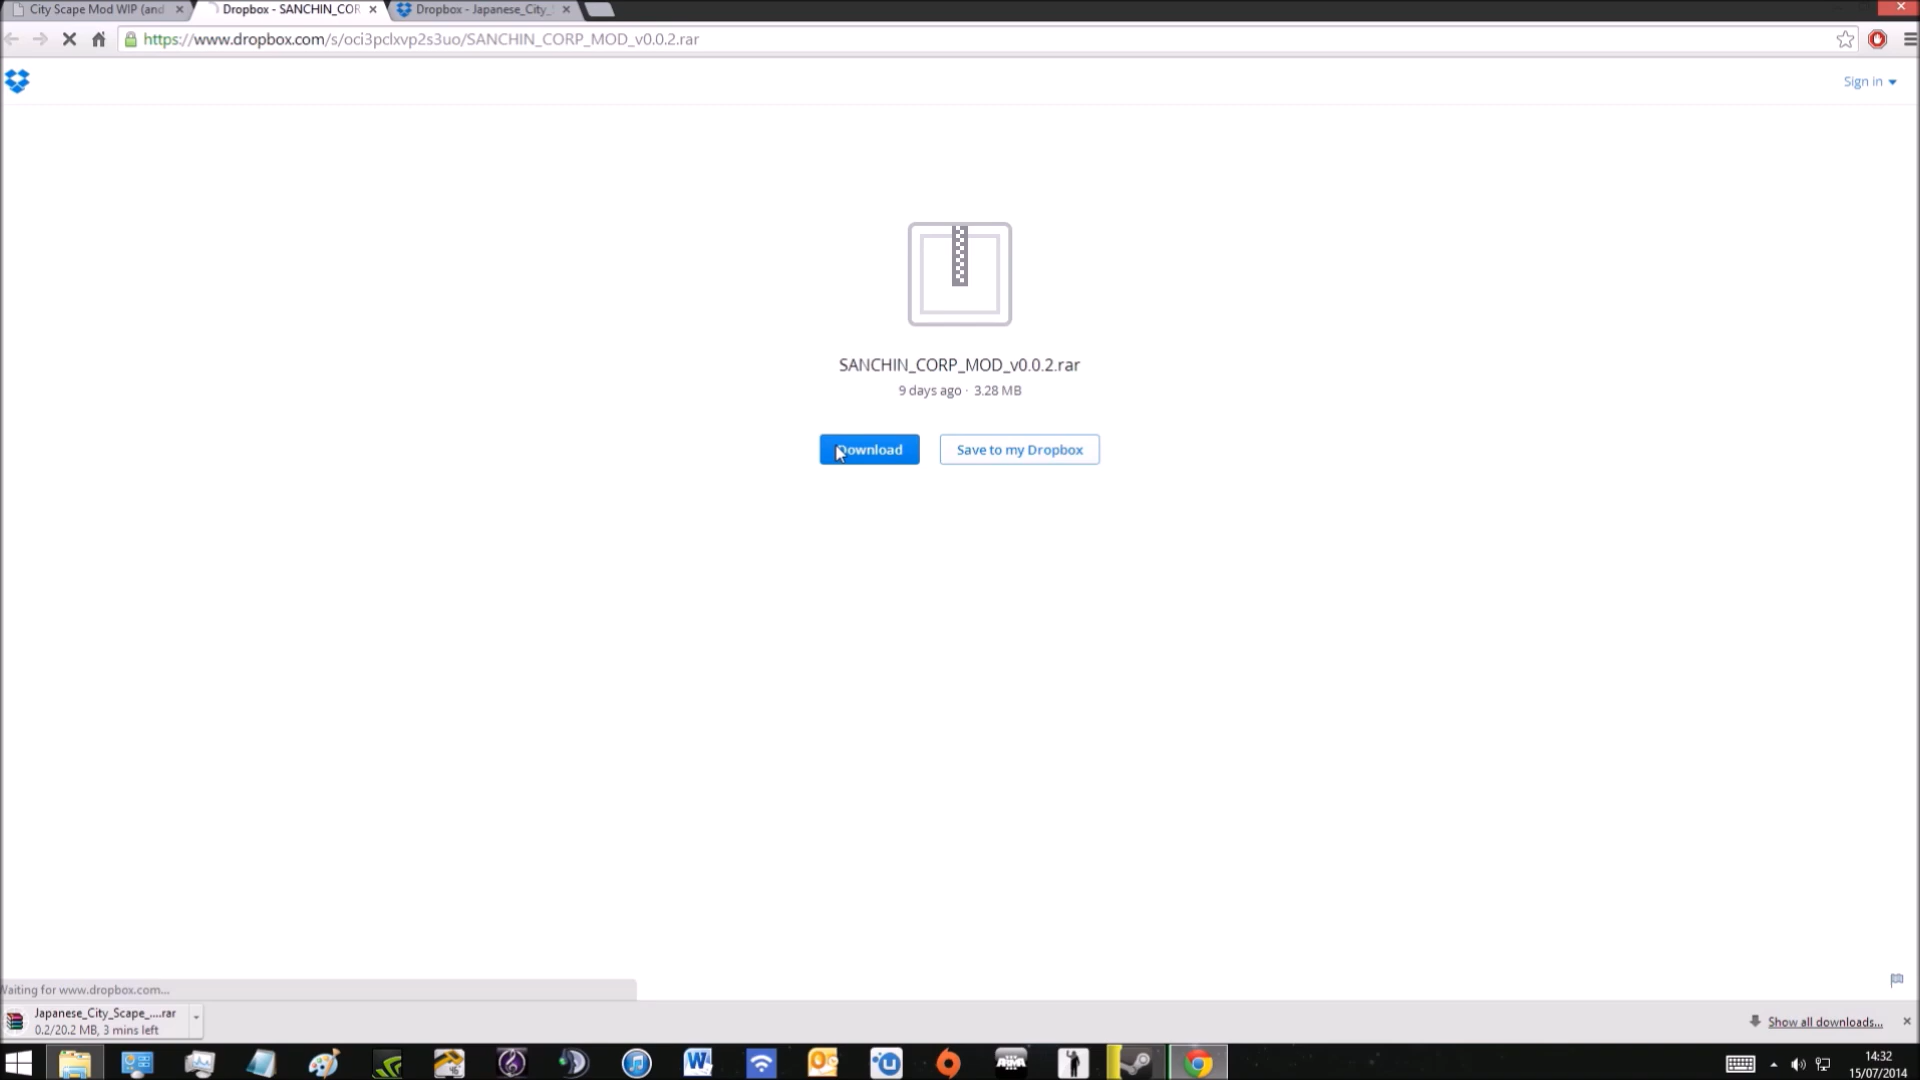 City Scape Mod WIP (and
Dropbox - SANCHIN_COR
Dropbox - Japanese_City_
https://www.dropbox.com/s/oci3pclxvp2s3uo/SANCHIN_CORP_MOD_v0.0.2.rar
Sign in
SANCHIN_CORP_MOD_v0.0.2.rar
9 days ago · 3.28 MB
Download
Save to my Dropbox
Waiting for www.dropbox.com...
Japanese_City_Scape_....rar
0.2/20.2 MB, 3 mins left
Show all downloads...
14:32
15/07/2014